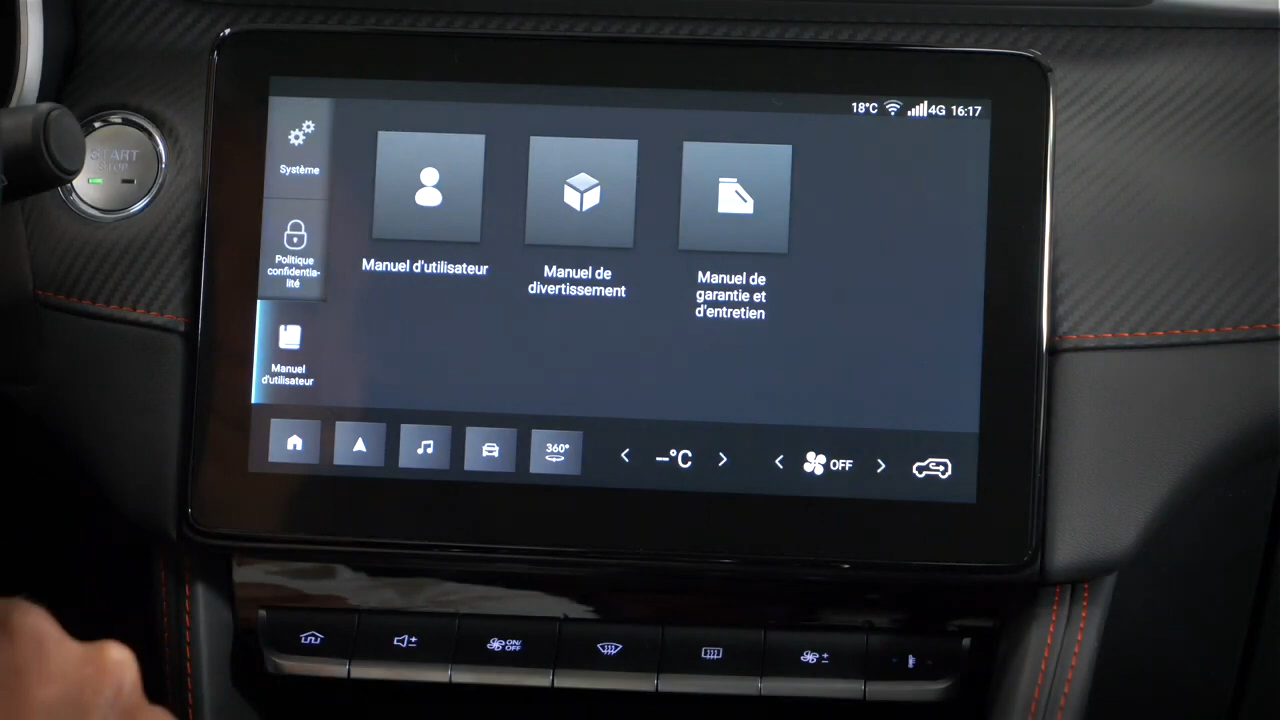 START
STOP
18°C 4G 16:17
Système
Politique
confidentia-
lité
Manuel
d'utilisateur
Manuel d'utilisateur
Manuel de
divertissement
Manuel de
garantie et
d'entretien
360°
--°C
OFF
ON/
OFF